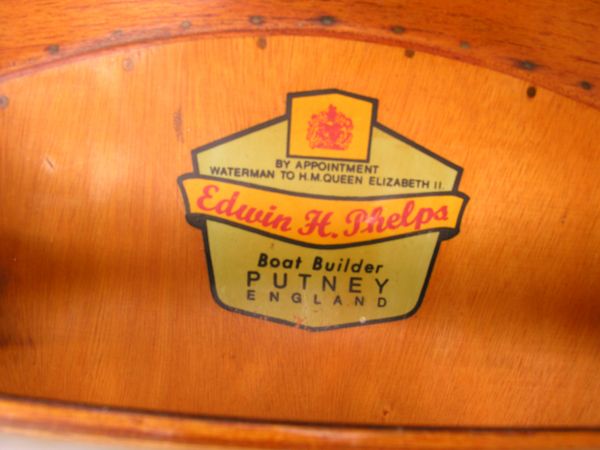 BY APPOINTMENT
WATERMAN TO H.M.QUEEN ELIZABETH II.
Edwin H. Phelps
Boat Builder
PUTNEY
ENGLAND